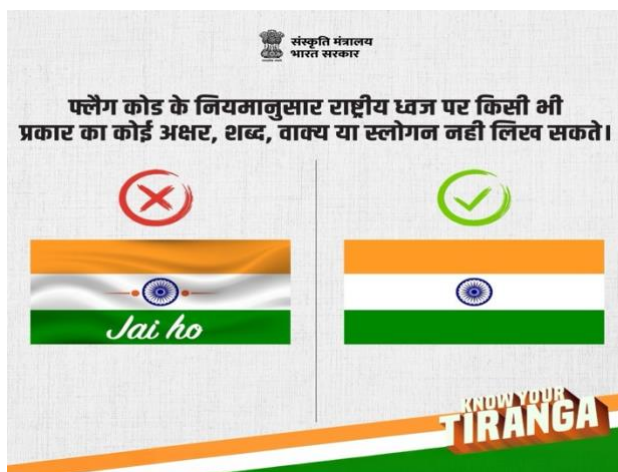 संस्कृति मंत्रालय
भारत सरकार
फ्लैग कोड के नियमानुसार राष्ट्रीय ध्वज पर किसी भी
प्रकार का कोई अक्षर, शब्द, वाक्य या स्लोगन नही लिख सकते।
Jai ho
KNOW YOUR
TIRANGA